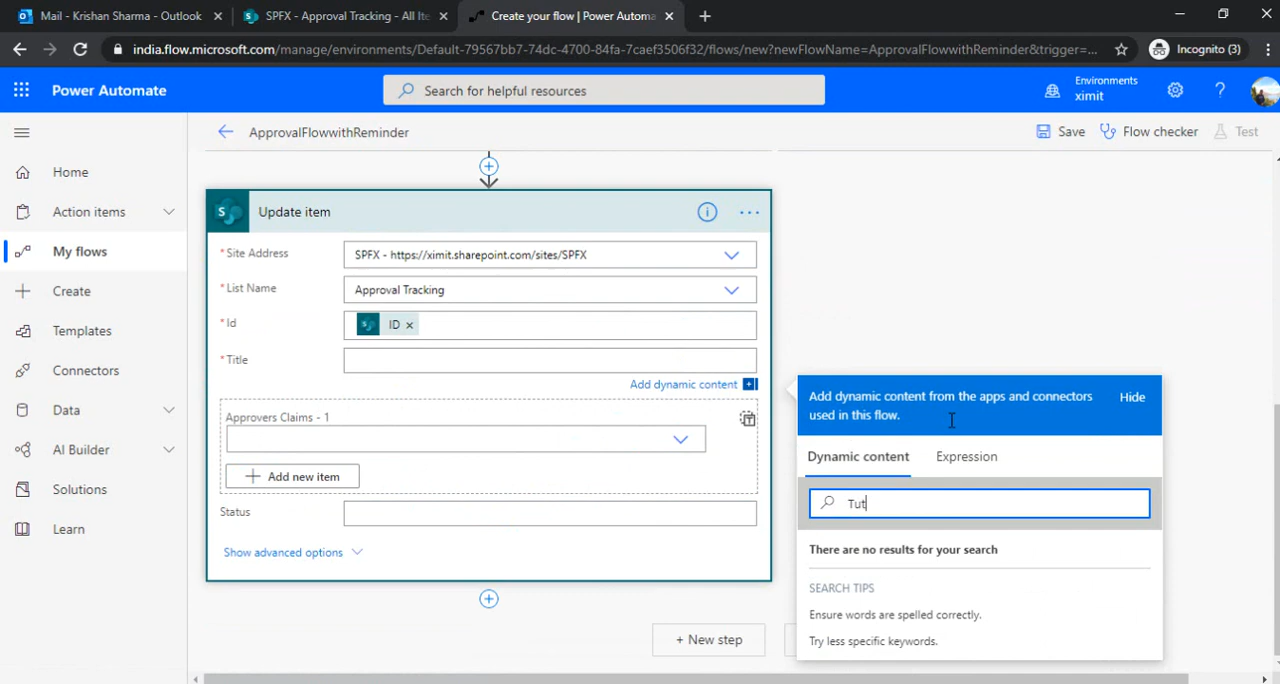 Mail - Krishan Sharma - Outlook
SPFX - Approval Tracking - All Ite
Create your flow | Power Automa
india.flow.microsoft.com/manage/environments/Default-79567bb7-74dc-4700-84fa-7caef3506f32/flows/new?newFlowName=ApprovalFlowwithReminder&trigger=...
Incognito (3)
Power Automate
Search for helpful resources
Environments
ximit
ApprovalFlowwithReminder
Save
Flow checker
Test
Home
Action items
My flows
Create
Templates
Connectors
Data
AI Builder
Solutions
Learn
S
Update item
* Site Address
SPFX - https://ximit.sharepoint.com/sites/SPFX
* List Name
Approval Tracking
* Id
ID
* Title
Add dynamic content
Approvers Claims - 1
Add new item
Status
Show advanced options
+ New step
Add dynamic content from the apps and connectors
used in this flow.
Hide
Dynamic content
Expression
Tut
There are no results for your search
SEARCH TIPS
Ensure words are spelled correctly.
Try less specific keywords.